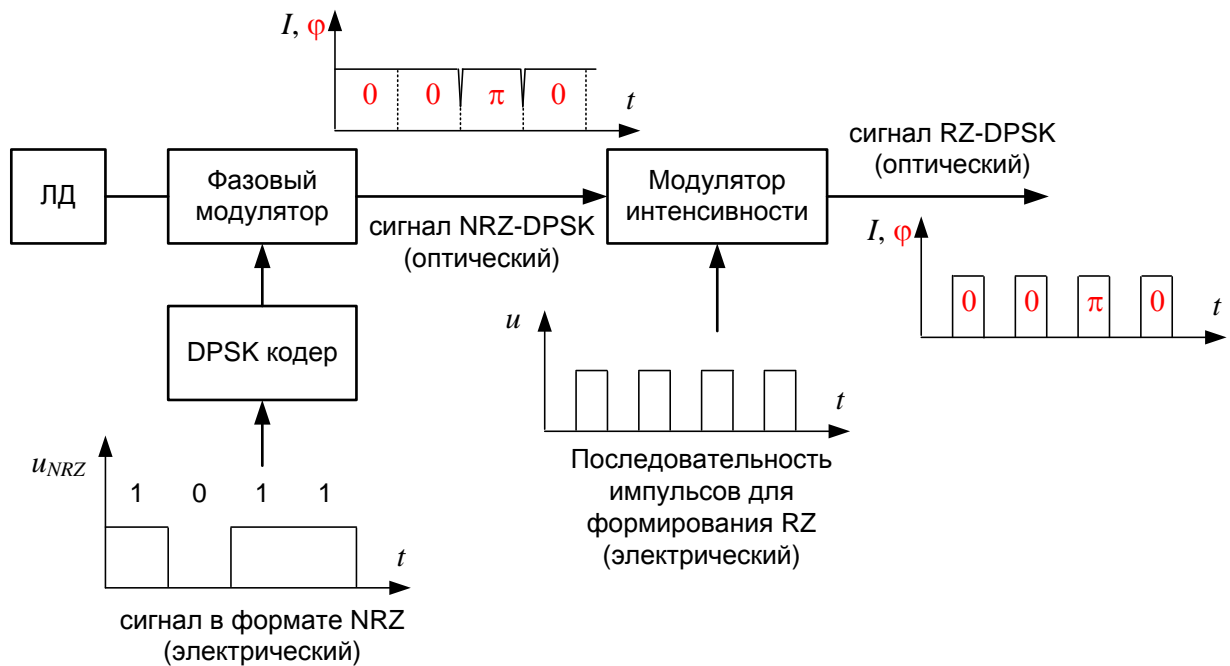 I, φ
0 0 π 0
t
сигнал RZ-DPSK
(оптический)
ЛД
Фазовый
модулятор
Модулятор
интенсивности
сигнал NRZ-DPSK
(оптический)
I, φ
0 0 π 0
t
DPSK кодер
u
t
u_NRZ
1 0 1 1
t
Последовательность
импульсов для
формирования RZ
(электрический)
сигнал в формате NRZ
(электрический)